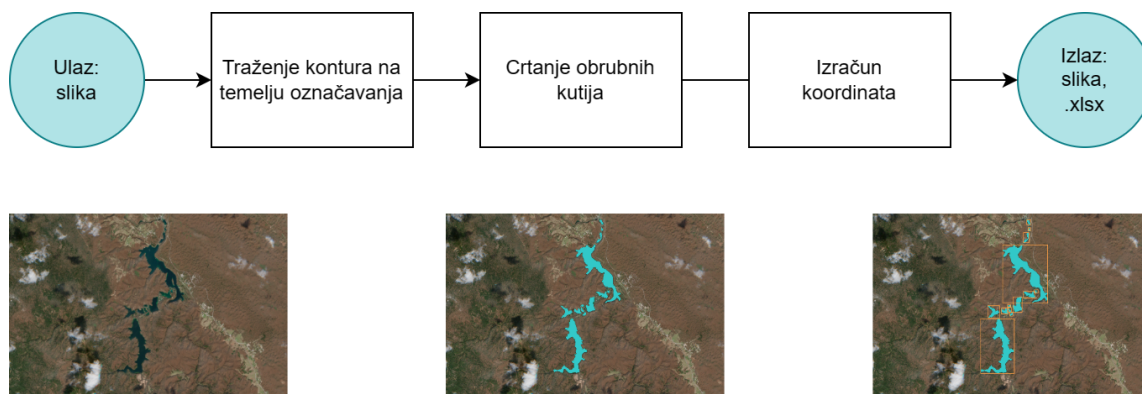 Ulaz:
slika
Traženje kontura na
temelju označavanja
Crtanje obrubnih
kutija
Izračun
koordinata
Izlaz:
slika,
.xlsx